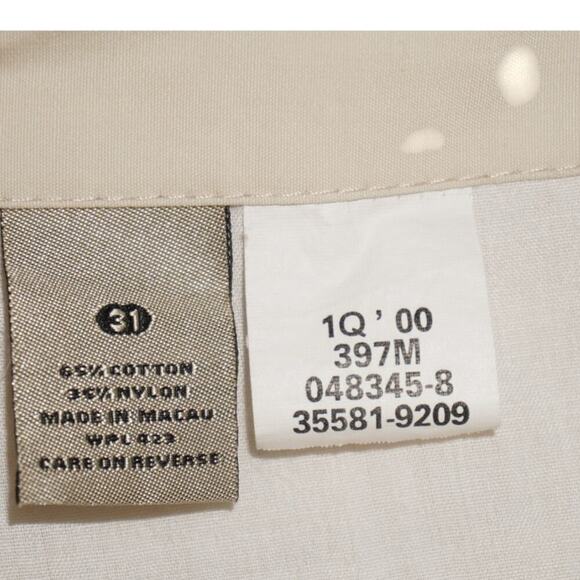 31
65% COTTON
35% NYLON
MADE IN MACAU
WPL 423
CARE ON REVERSE
1Q ' 00
397M
048345-8
35581-9209